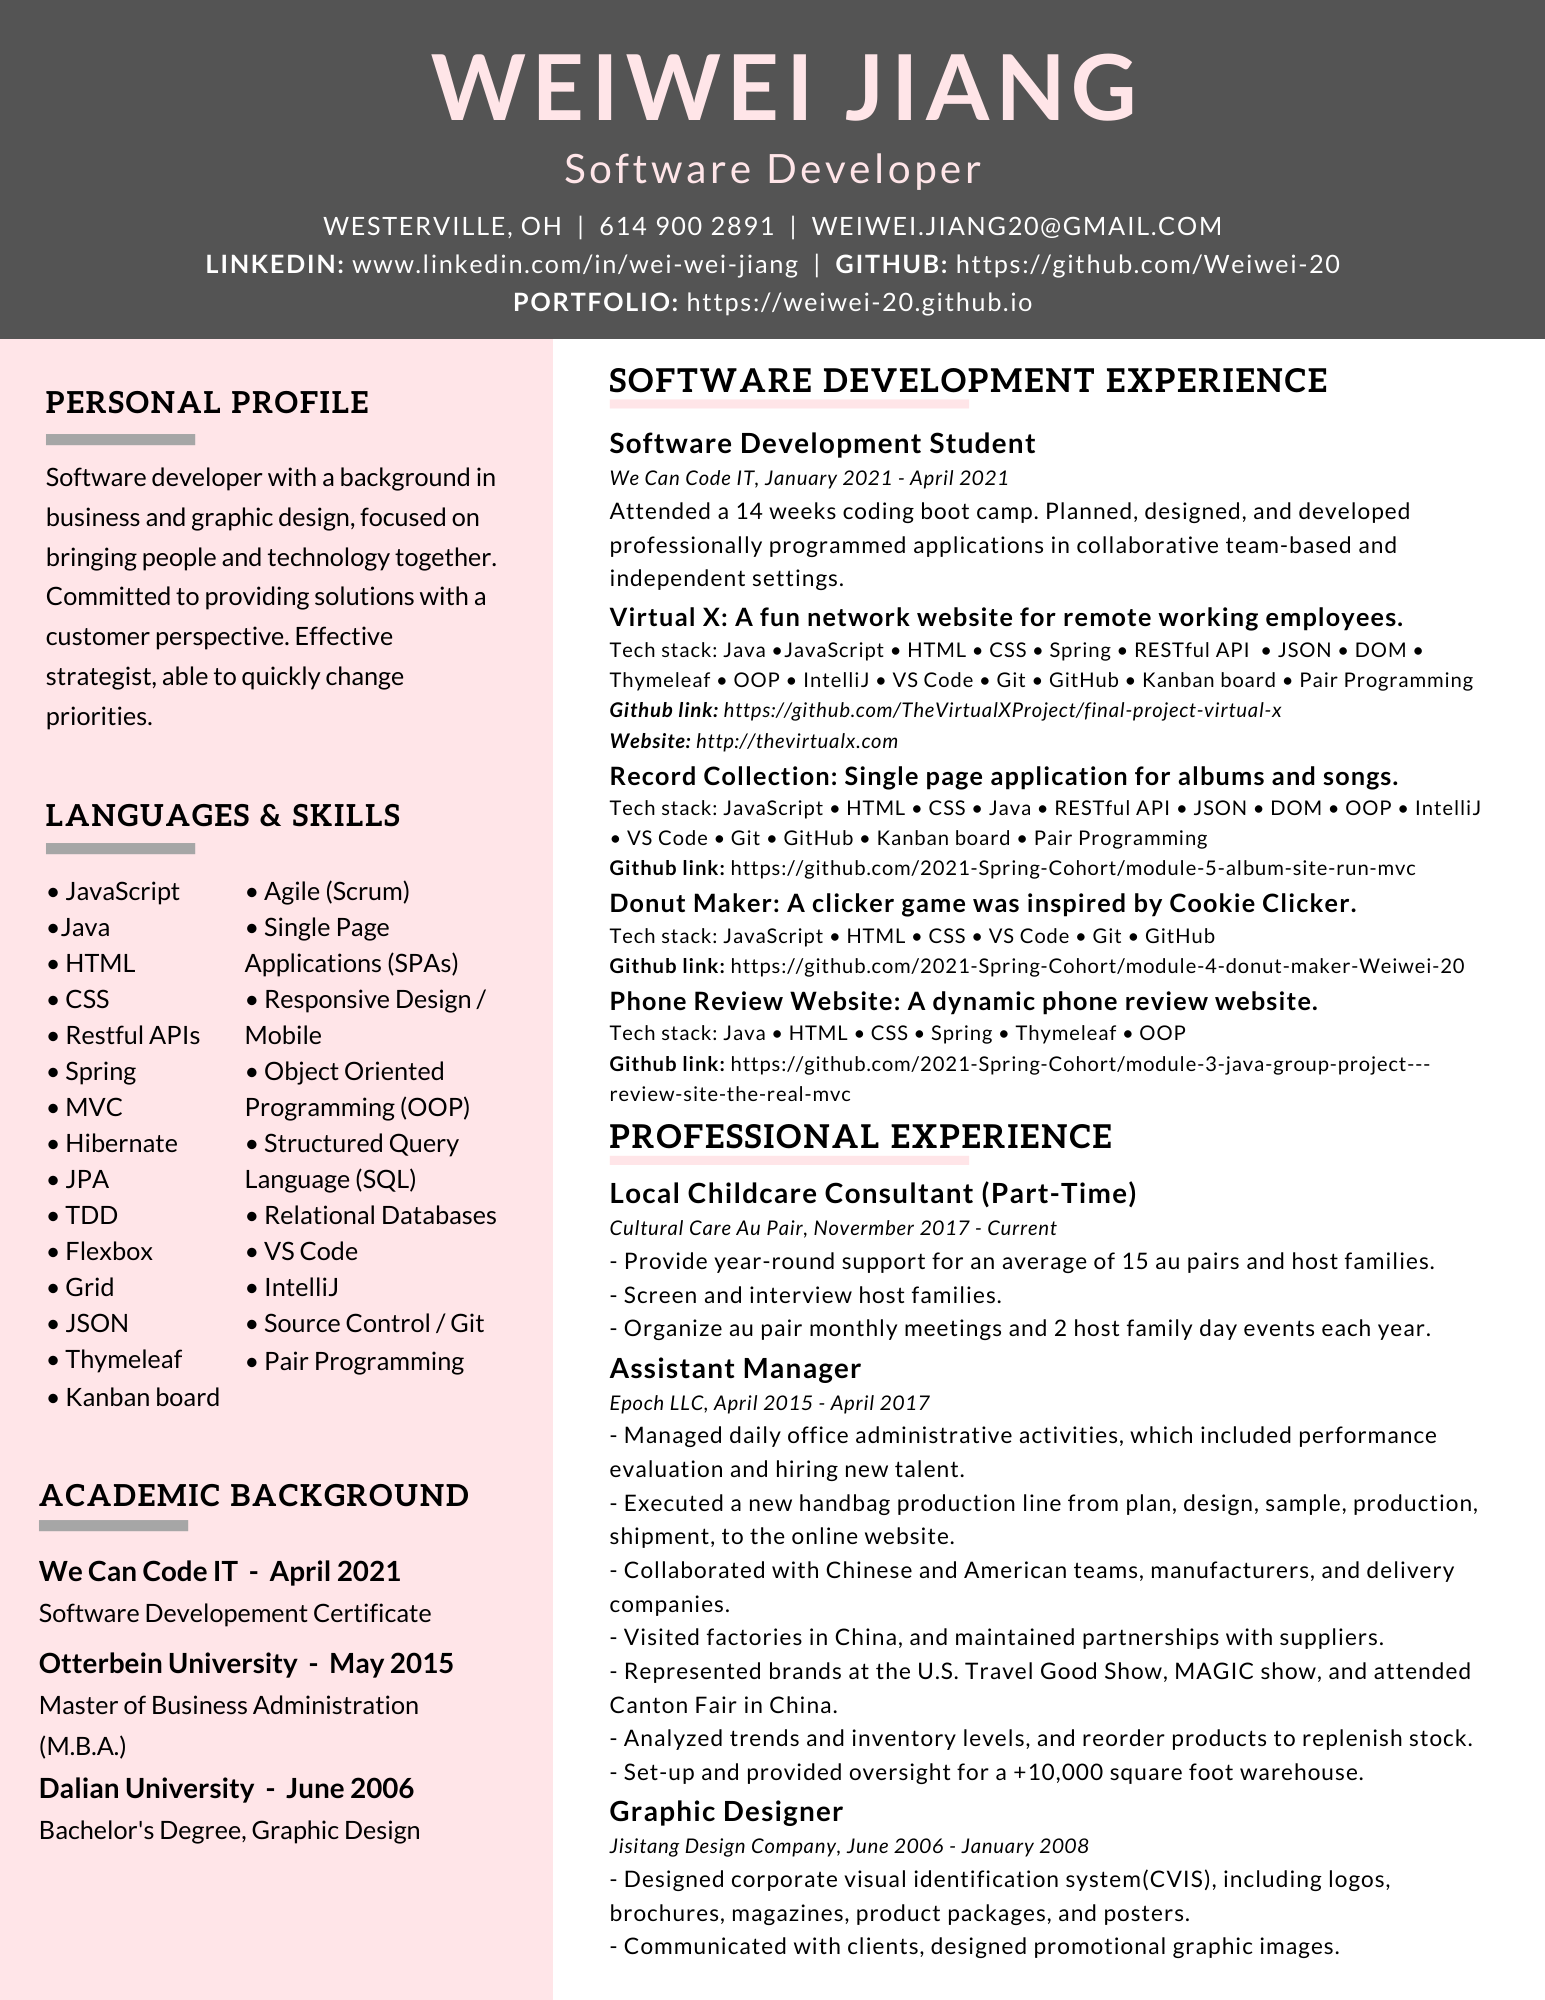 WEIWEI JIANG
Software Developer
WESTERVILLE, OH | 614 900 2891 | WEIWEI.JIANG20@GMAIL.COM
LINKEDIN: www.linkedin.com/in/wei-wei-jiang | GITHUB: https://github.com/Weiwei-20
PORTFOLIO: https://weiwei-20.github.io
PERSONAL PROFILE
Software developer with a background in
business and graphic design, focused on
bringing people and technology together.
Committed to providing solutions with a
customer perspective. Effective
strategist, able to quickly change
priorities.
LANGUAGES & SKILLS
• JavaScript
•Java
• HTML
• CSS
• Restful APIs
• Spring
• MVC
• Hibernate
• JPA
• TDD
• Flexbox
• Grid
• JSON
• Thymeleaf
• Kanban board
• Agile (Scrum)
• Single Page
Applications (SPAs)
• Responsive Design /
Mobile
• Object Oriented
Programming (OOP)
• Structured Query
Language (SQL)
• Relational Databases
• VS Code
• IntelliJ
• Source Control / Git
• Pair Programming
ACADEMIC BACKGROUND
We Can Code IT - April 2021
Software Developement Certificate
Otterbein University - May 2015
Master of Business Administration
(M.B.A.)
Dalian University - June 2006
Bachelor's Degree, Graphic Design
SOFTWARE DEVELOPMENT EXPERIENCE
Software Development Student
We Can Code IT, January 2021 - April 2021
Attended a 14 weeks coding boot camp. Planned, designed, and developed
professionally programmed applications in collaborative team-based and
independent settings.
Virtual X: A fun network website for remote working employees.
Tech stack: Java •JavaScript • HTML • CSS • Spring • RESTful API • JSON • DOM •
Thymeleaf • OOP • IntelliJ • VS Code • Git • GitHub • Kanban board • Pair Programming
Github link: https://github.com/TheVirtualXProject/final-project-virtual-x
Website: http://thevirtualx.com
Record Collection: Single page application for albums and songs.
Tech stack: JavaScript • HTML • CSS • Java • RESTful API • JSON • DOM • OOP • IntelliJ
• VS Code • Git • GitHub • Kanban board • Pair Programming
Github link: https://github.com/2021-Spring-Cohort/module-5-album-site-run-mvc
Donut Maker: A clicker game was inspired by Cookie Clicker.
Tech stack: JavaScript • HTML • CSS • VS Code • Git • GitHub
Github link: https://github.com/2021-Spring-Cohort/module-4-donut-maker-Weiwei-20
Phone Review Website: A dynamic phone review website.
Tech stack: Java • HTML • CSS • Spring • Thymeleaf • OOP
Github link: https://github.com/2021-Spring-Cohort/module-3-java-group-project---
review-site-the-real-mvc
PROFESSIONAL EXPERIENCE
Local Childcare Consultant (Part-Time)
Cultural Care Au Pair, Novermber 2017 - Current
- Provide year-round support for an average of 15 au pairs and host families.
- Screen and interview host families.
- Organize au pair monthly meetings and 2 host family day events each year.
Assistant Manager
Epoch LLC, April 2015 - April 2017
- Managed daily office administrative activities, which included performance
evaluation and hiring new talent.
- Executed a new handbag production line from plan, design, sample, production,
shipment, to the online website.
- Collaborated with Chinese and American teams, manufacturers, and delivery
companies.
- Visited factories in China, and maintained partnerships with suppliers.
- Represented brands at the U.S. Travel Good Show, MAGIC show, and attended
Canton Fair in China.
- Analyzed trends and inventory levels, and reorder products to replenish stock.
- Set-up and provided oversight for a +10,000 square foot warehouse.
Graphic Designer
Jisitang Design Company, June 2006 - January 2008
- Designed corporate visual identification system(CVIS), including logos,
brochures, magazines, product packages, and posters.
- Communicated with clients, designed promotional graphic images.